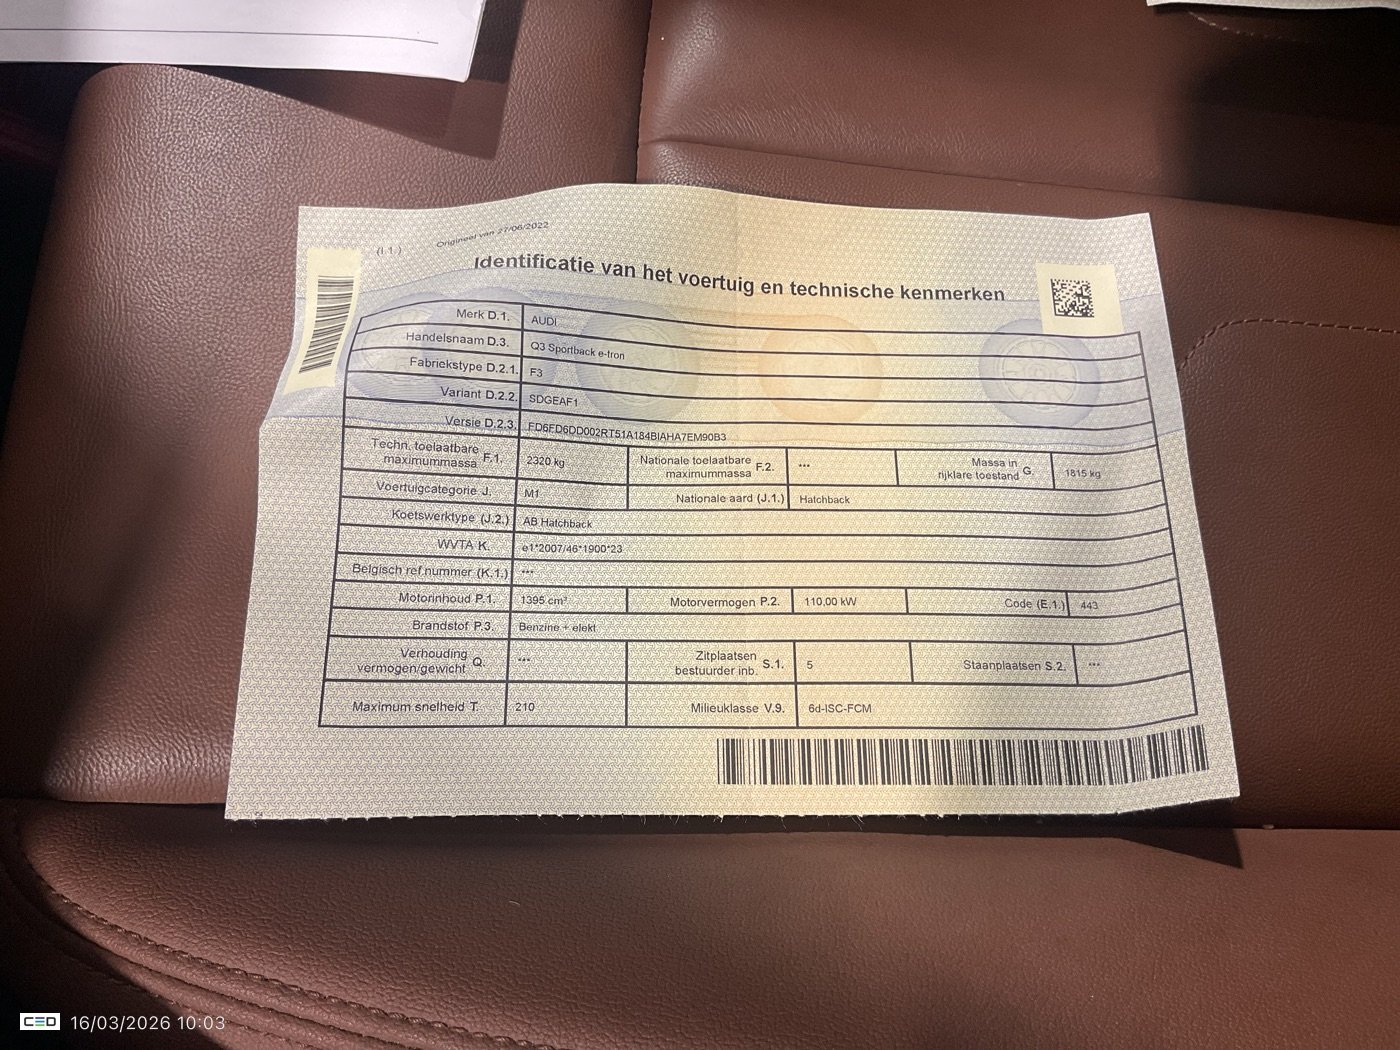 (I.1.)
Origineel van 27/06/2022
Identificatie van het voertuig en technische kenmerken
Merk D.1. AUDI
Handelsnaam D.3. Q3 Sportback e-tron
Fabriekstype D.2.1. F3
Variant D.2.2. SDGEAF1
Versie D.2.3. FD6FD6DD002RT51A184BIAHA7EM90B3
Techn. toelaatbare maximummassa F.1. 2320 kg Nationale toelaatbare maximummassa F.2. *** Massa in rijklare toestand G. 1815 kg
Voertuigcategorie J. M1 Nationale aard (J.1.) Hatchback
Koetswerktype (J.2.) AB Hatchback
WVTA K. e1*2007/46*1900*23
Belgisch ref.nummer (K.1.) ***
Motorinhoud P.1. 1395 cm³ Motorvermogen P.2. 110,00 kW Code (E.1.) 443
Brandstof P.3. Benzine + elekt
Verhouding vermogen/gewicht Q. *** Zitplaatsen bestuurder inb. S.1. 5 Staanplaatsen S.2. ***
Maximum snelheid T. 210 Milieuklasse V.9. 6d-ISC-FCM
CED 16/03/2026 10:03